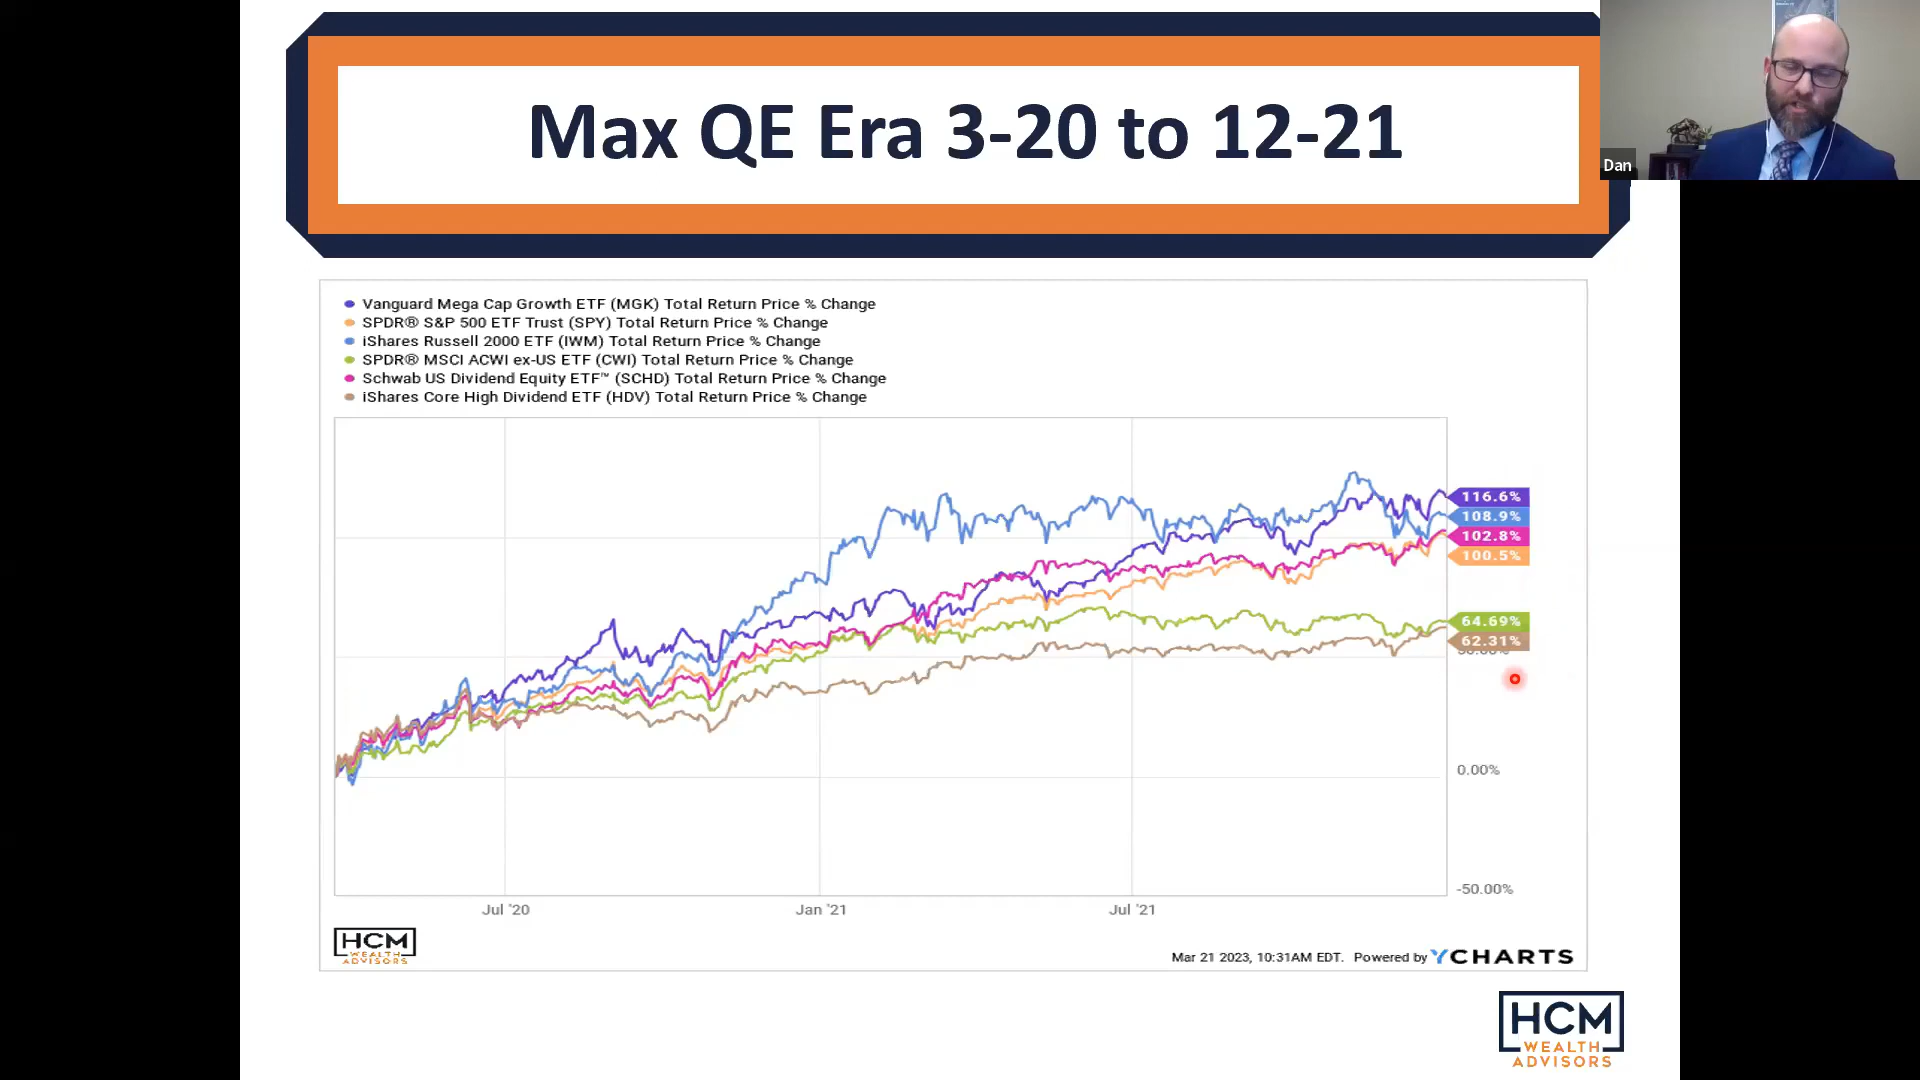 Max QE Era 3-20 to 12-21
Dan
Vanguard Mega Cap Growth ETF (MGK) Total Return Price % Change
SPDR® S&P 500 ETF Trust (SPY) Total Return Price % Change
iShares Russell 2000 ETF (IWM) Total Return Price % Change
SPDR® MSCI ACWI ex-US ETF (CWI) Total Return Price % Change
Schwab US Dividend Equity ETF™ (SCHD) Total Return Price % Change
iShares Core High Dividend ETF (HDV) Total Return Price % Change
116.6%
108.9%
102.8%
100.5%
64.69%
62.31%
0.00%
-50.00%
Jul '20
Jan '21
Jul '21
HCM
WEALTH
ADVISORS
Mar 21 2023, 10:31AM EDT. Powered by YCHARTS
HCM
WEALTH
ADVISORS